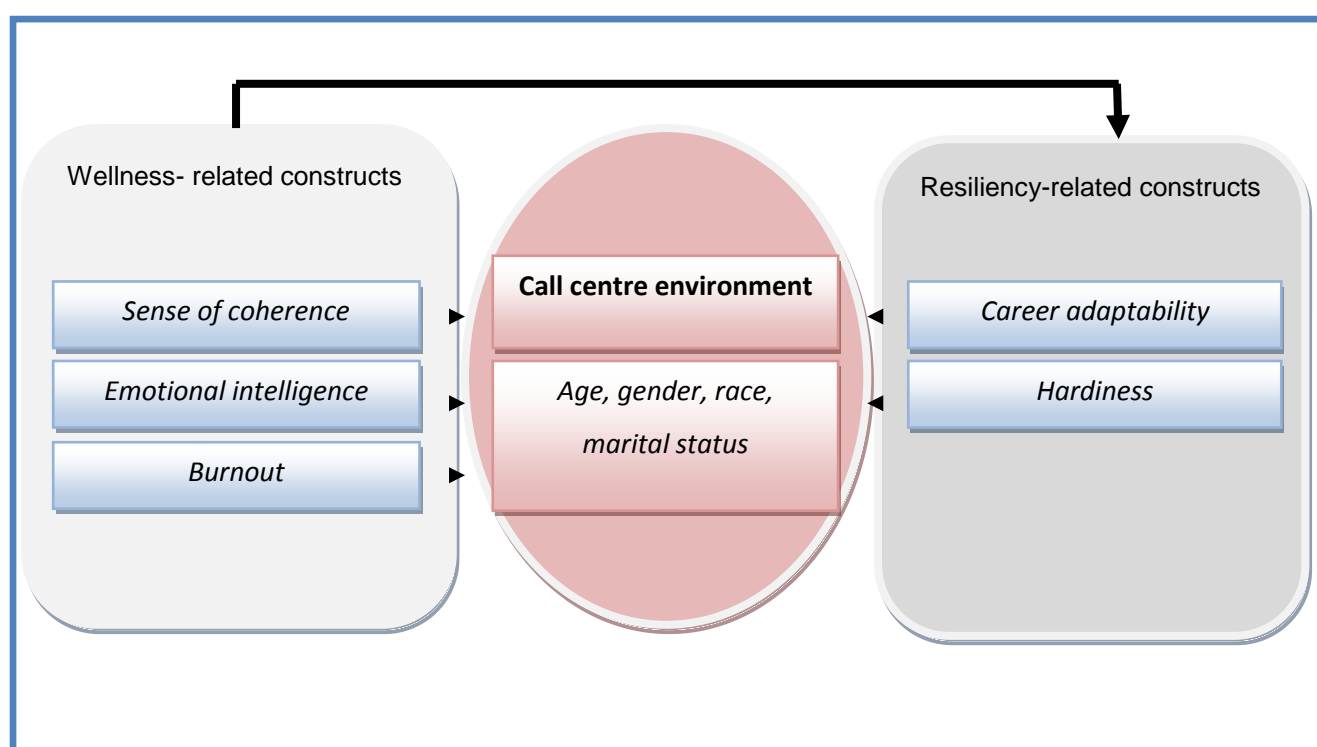 Wellness- related constructs
Sense of coherence
Emotional intelligence
Burnout
Call centre environment
Age, gender, race,
marital status
Resiliency-related constructs
Career adaptability
Hardiness